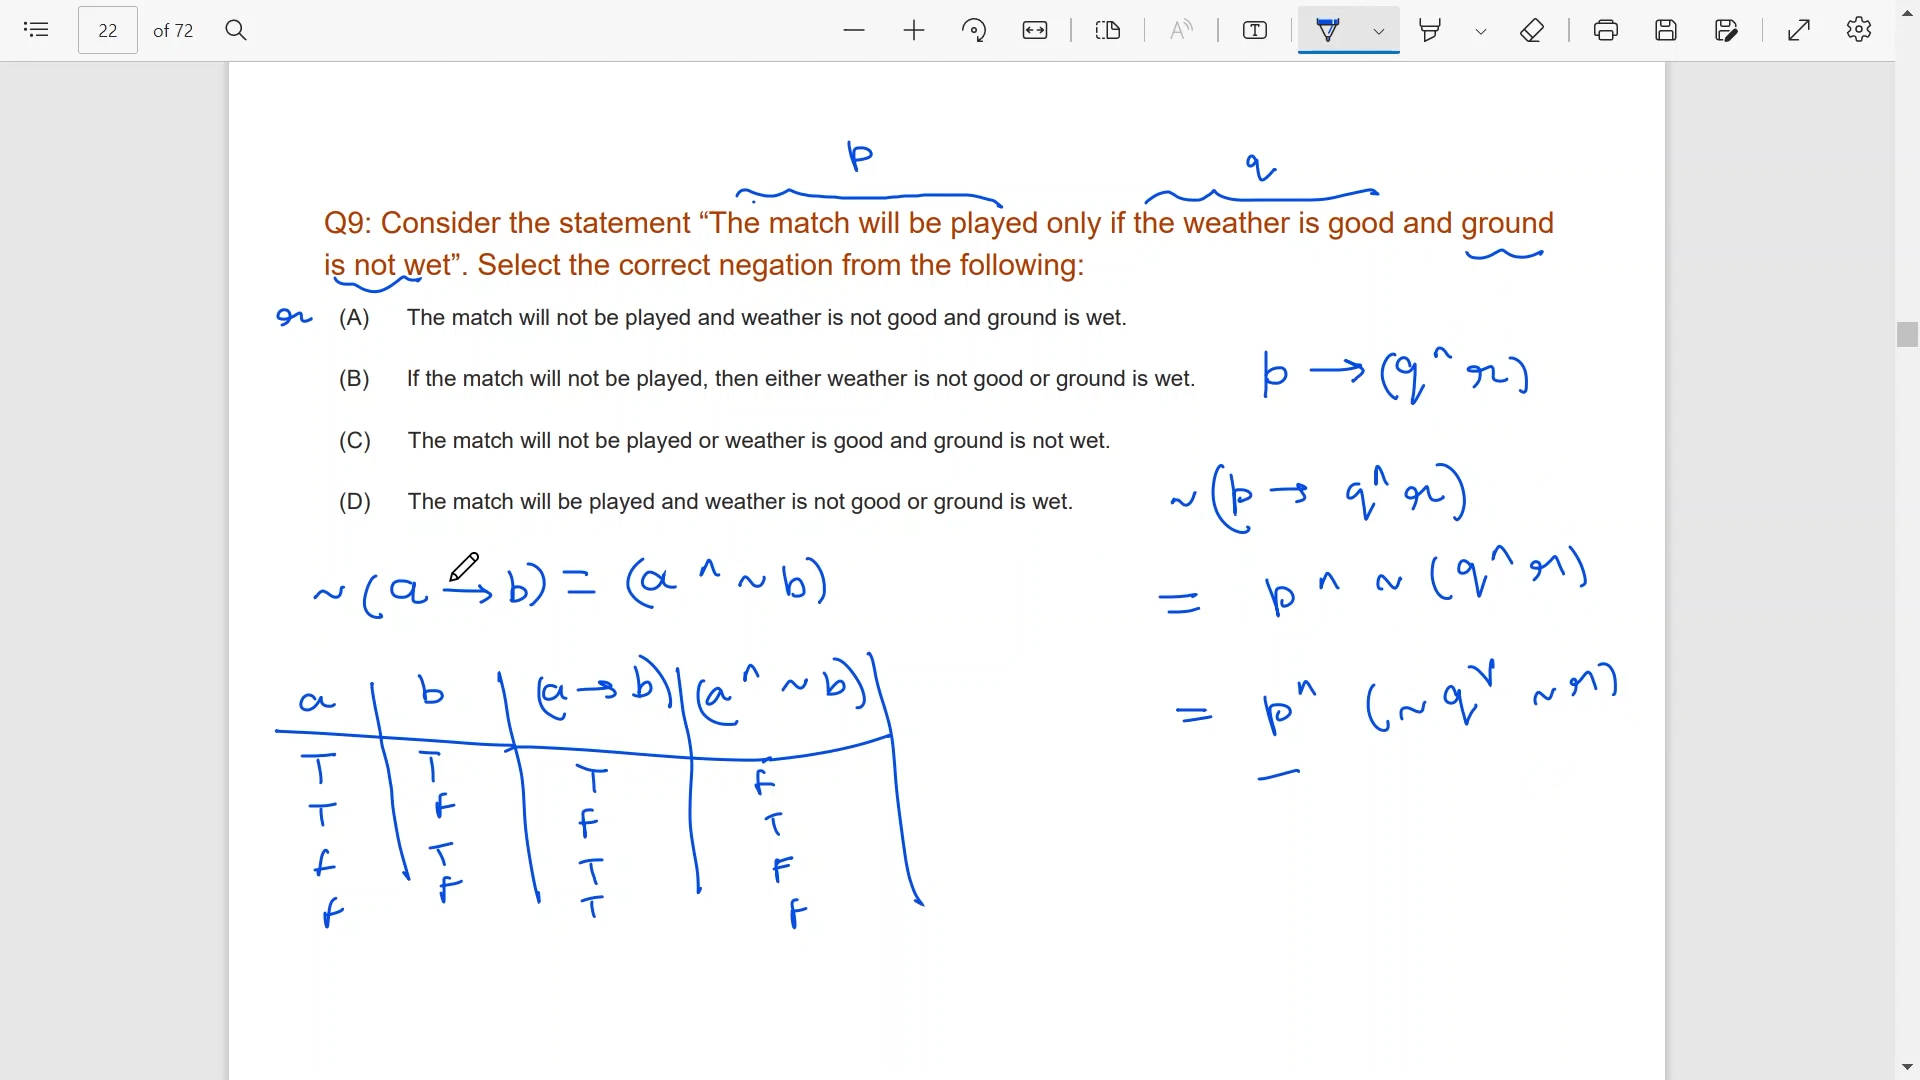 22 of 72
p q
Q9: Consider the statement “The match will be played only if the weather is good and ground
is not wet”. Select the correct negation from the following:
r (A) The match will not be played and weather is not good and ground is wet.
(B) If the match will not be played, then either weather is not good or ground is wet.
p → (q ^ r)
(C) The match will not be played or weather is good and ground is not wet.
(D) The match will be played and weather is not good or ground is wet.
~ (p → q ^ r)
~ (a → b) = (a ^ ~ b)
= p ^ ~ (q ^ r)
= p ^ (~ q v ~ r)
a b (a → b) (a ^ ~ b)
T T T F
T F F T
F T T F
F F T F